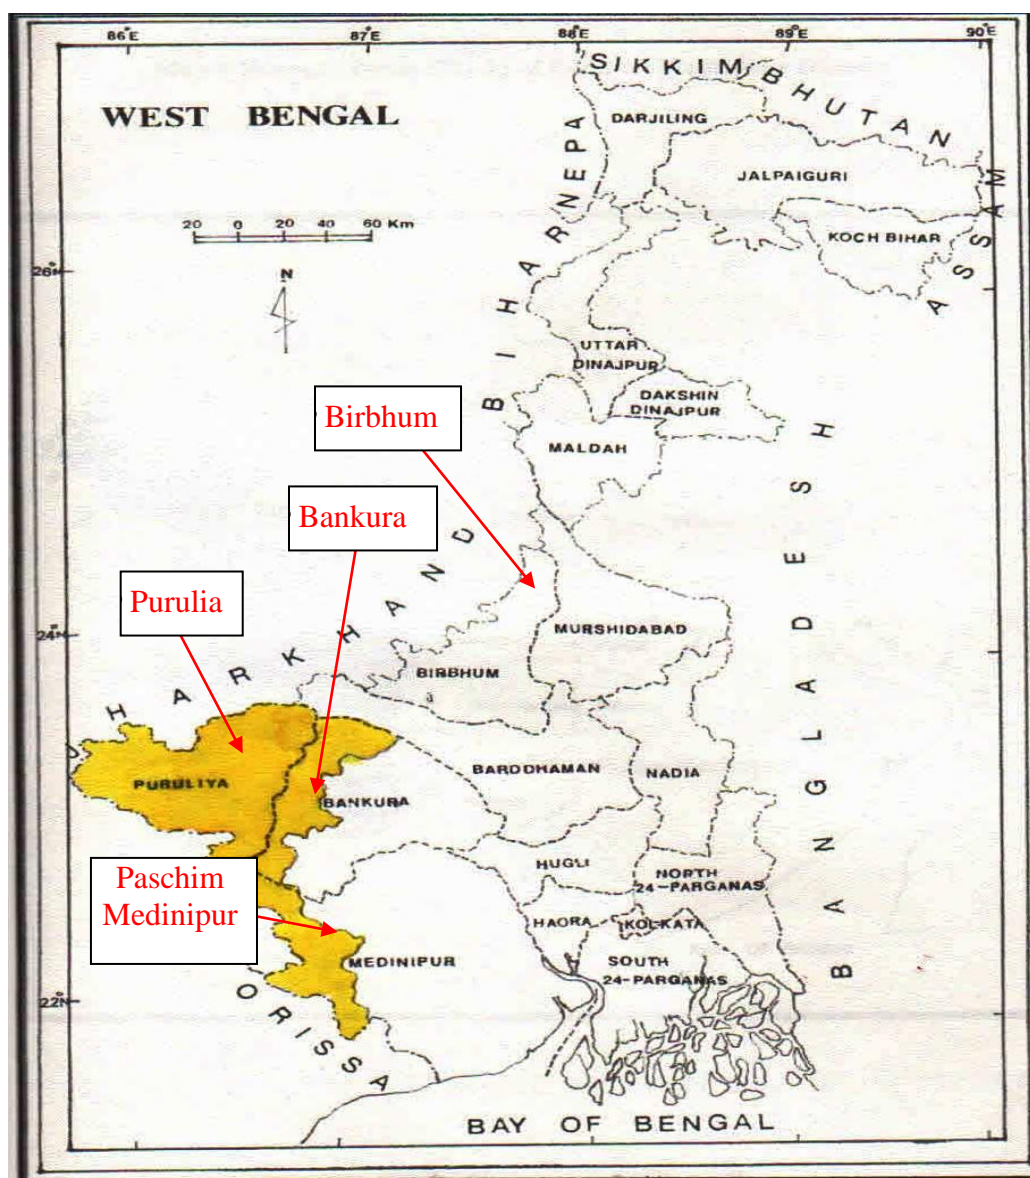 86°E 87°E 88°E 89°E 90°E
WEST BENGAL
SIKKIM
BHUTAN
NEPA
DARJILING
JALPAIGURI
KOCH BIHAR
ASSAM
20 0 20 40 60 Km
N
26°N
BIHAR
UTTAR
DINAJPUR
DAKSHIN
DINAJPUR
MALDAH
BANGLADESH
Birbhum
Bankura
Purulia
24°N
JHARKHAND
MURSHIDABAD
BIRBHUM
PURULIYA
BANKURA
BARDDHAMAN
NADIA
Paschim
Medinipur
HUGLI
NORTH
24-PARGANAS
HAORA
KOLKATA
MEDINIPUR
SOUTH
24-PARGANAS
22°N
ORISSA
BAY OF BENGAL